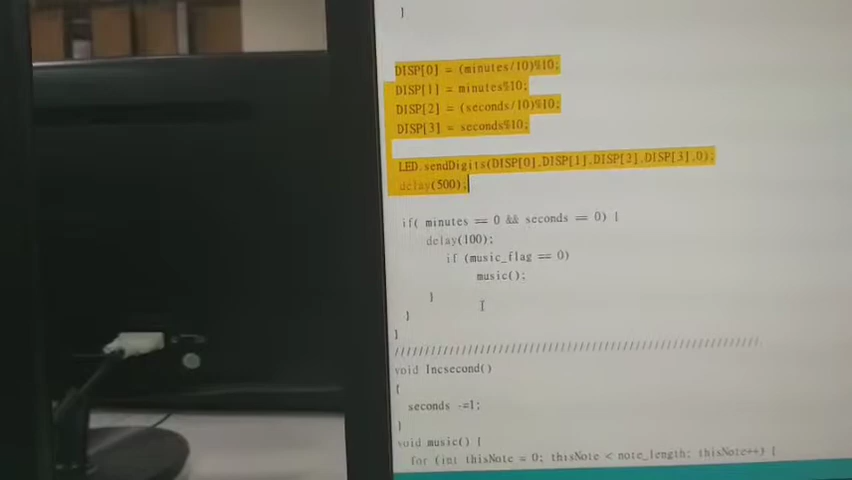 }
DISP[0] = (minutes/10)%10;
DISP[1] = minutes%10;
DISP[2] = (seconds/10)%10;
DISP[3] = seconds%10;
LED.sendDigits(DISP[0],DISP[1],DISP[2],DISP[3],0);
delay(500);
if( minutes == 0 && seconds == 0) {
delay(100);
if (music_flag == 0)
music();
}
}
}
////////////////////////////////////////////////////////////
void Incsecond()
{
seconds -=1;
}
void music() {
for (int thisNote = 0; thisNote < note_length; thisNote++) {